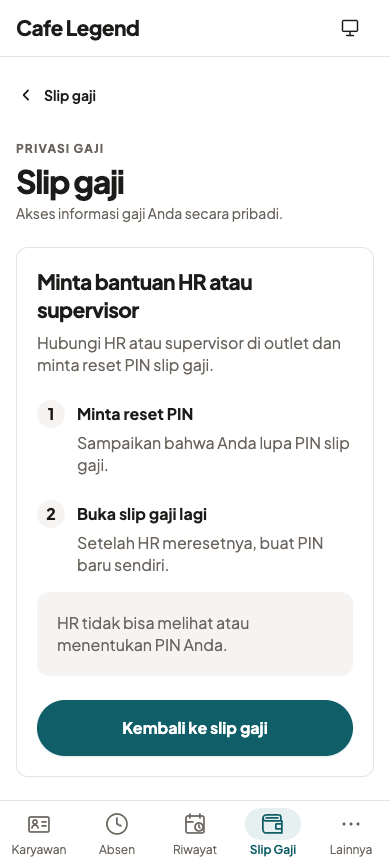 Cafe Legend
Slip gaji
PRIVASI GAJI
Slip gaji
Akses informasi gaji Anda secara pribadi.
Minta bantuan HR atau
supervisor
Hubungi HR atau supervisor di outlet dan
minta reset PIN slip gaji.
1 Minta reset PIN
Sampaikan bahwa Anda lupa PIN slip
gaji.
2 Buka slip gaji lagi
Setelah HR meresetnya, buat PIN
baru sendiri.
HR tidak bisa melihat atau
menentukan PIN Anda.
Kembali ke slip gaji
Karyawan Absen Riwayat Slip Gaji Lainnya